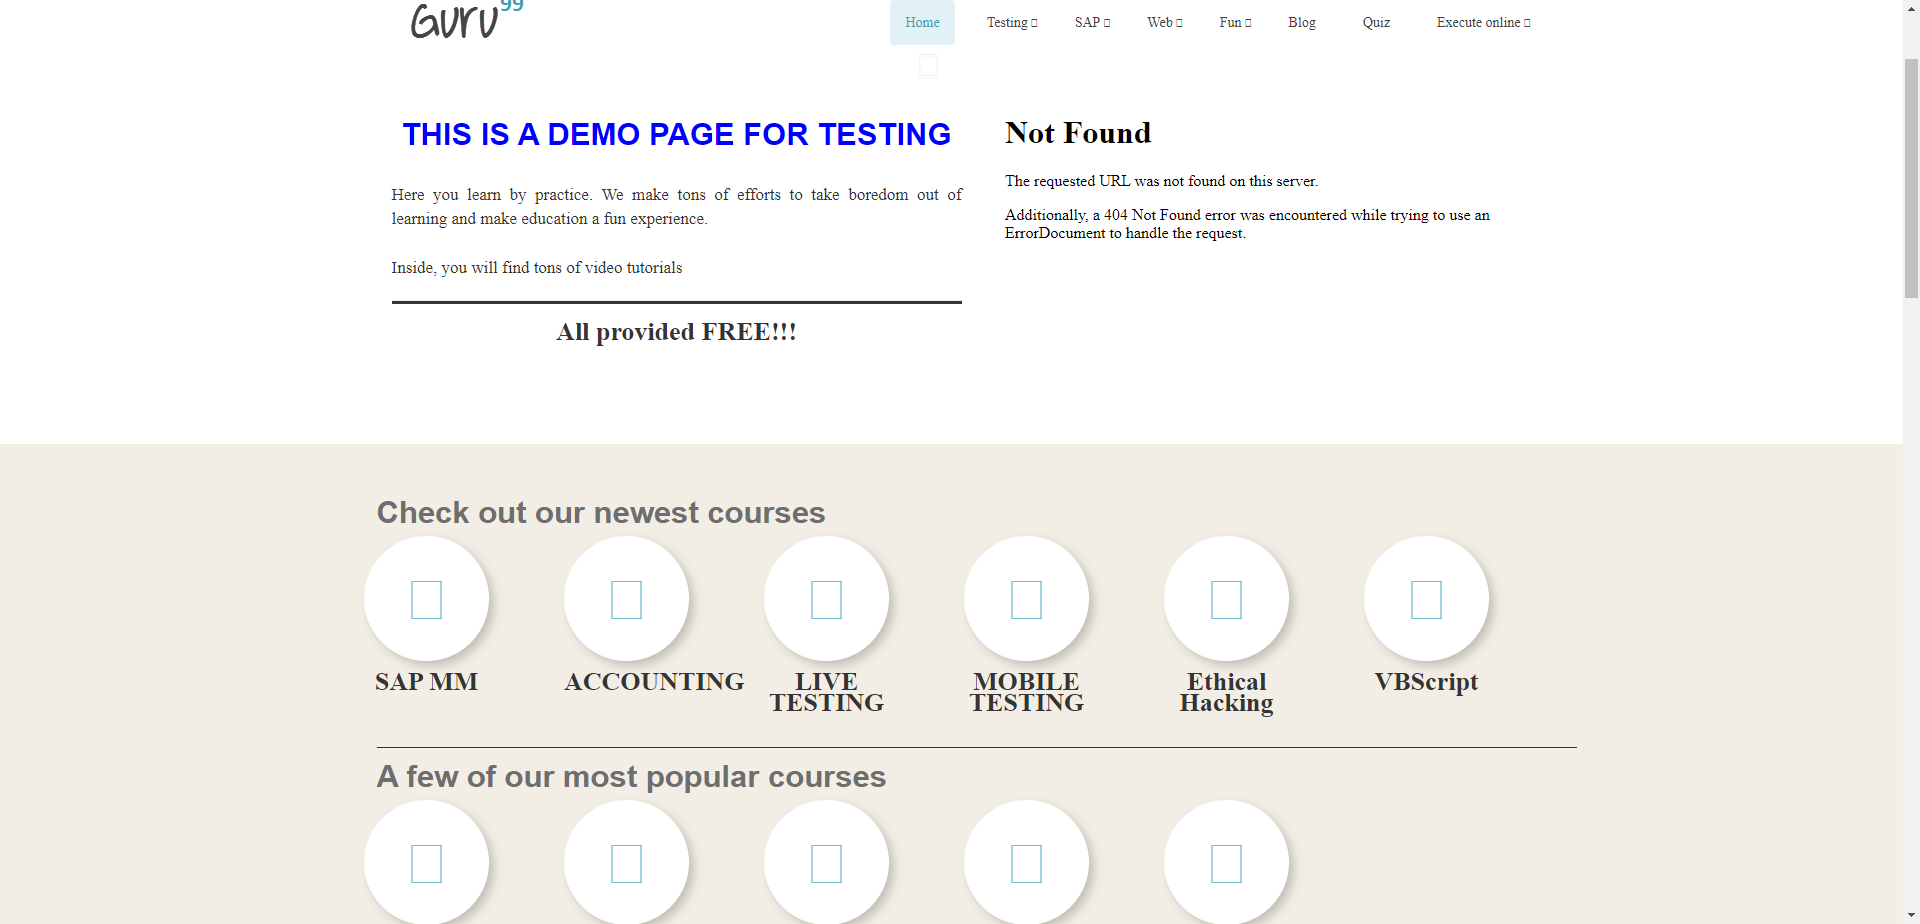 Guru99
Home Testing SAP Web Fun Blog Quiz Execute online
THIS IS A DEMO PAGE FOR TESTING
Here you learn by practice. We make tons of efforts to take boredom out of
learning and make education a fun experience.
Inside, you will find tons of video tutorials
All provided FREE!!!
Not Found
The requested URL was not found on this server.
Additionally, a 404 Not Found error was encountered while trying to use an
ErrorDocument to handle the request.
Check out our newest courses
SAP MM
ACCOUNTING
LIVE
TESTING
MOBILE
TESTING
Ethical
Hacking
VBScript
A few of our most popular courses